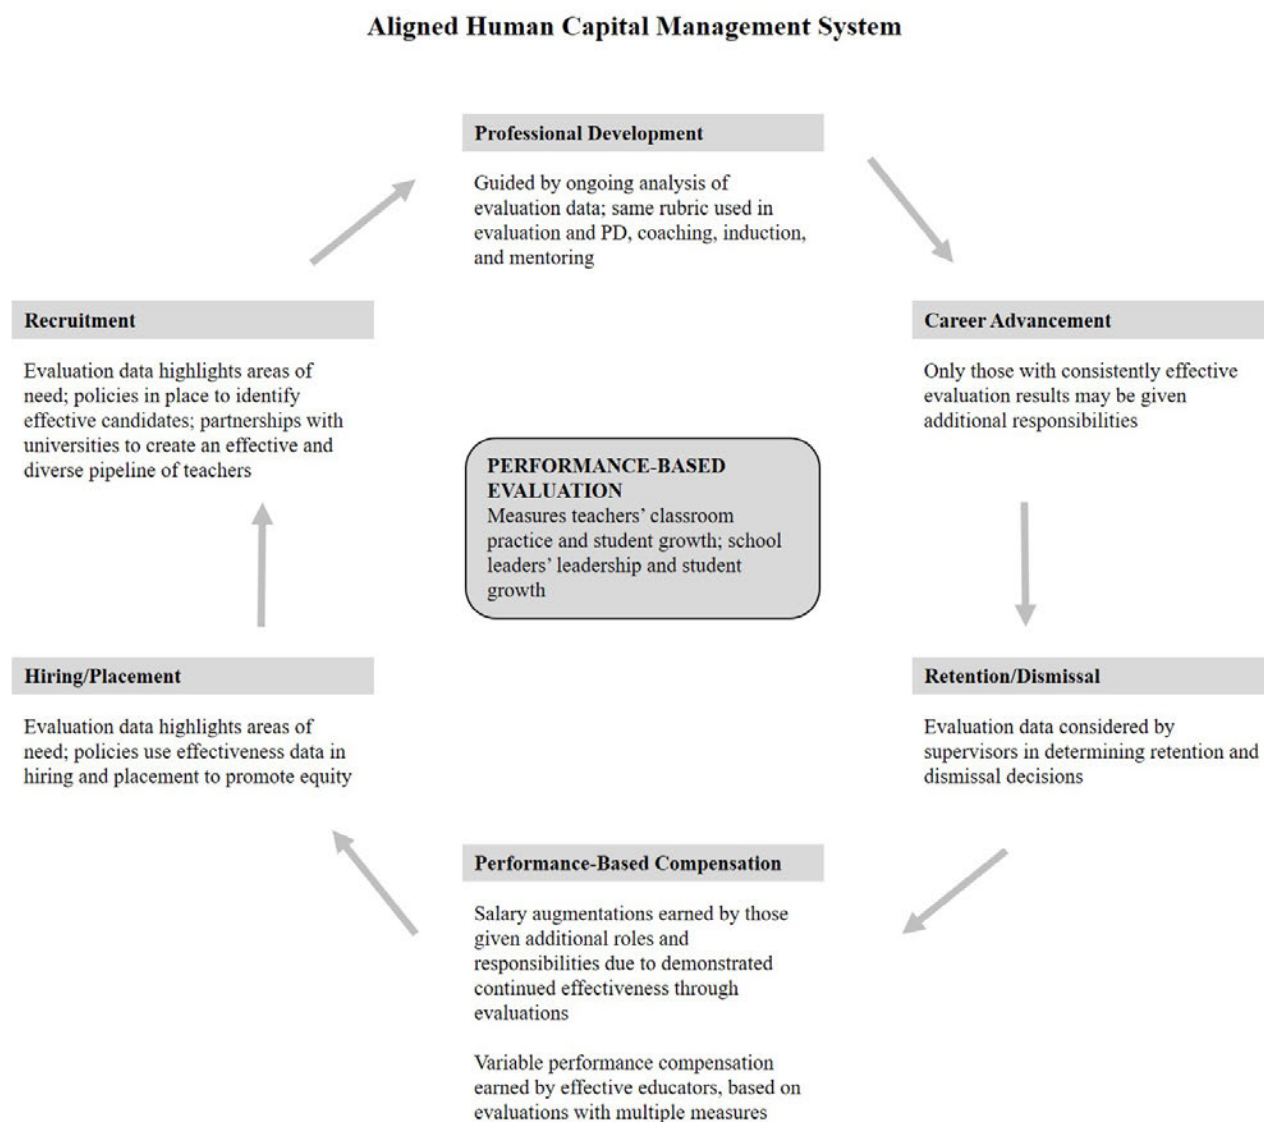 Aligned Human Capital Management System
Professional Development
Guided by ongoing analysis of
evaluation data; same rubric used in
evaluation and PD, coaching, induction,
and mentoring
Recruitment
Evaluation data highlights areas of
need; policies in place to identify
effective candidates; partnerships with
universities to create an effective and
diverse pipeline of teachers
Career Advancement
Only those with consistently effective
evaluation results may be given
additional responsibilities
PERFORMANCE-BASED
EVALUATION
Measures teachers’ classroom
practice and student growth; school
leaders’ leadership and student
growth
Hiring/Placement
Evaluation data highlights areas of
need; policies use effectiveness data in
hiring and placement to promote equity
Retention/Dismissal
Evaluation data considered by
supervisors in determining retention and
dismissal decisions
Performance-Based Compensation
Salary augmentations earned by those
given additional roles and
responsibilities due to demonstrated
continued effectiveness through
evaluations
Variable performance compensation
earned by effective educators, based on
evaluations with multiple measures